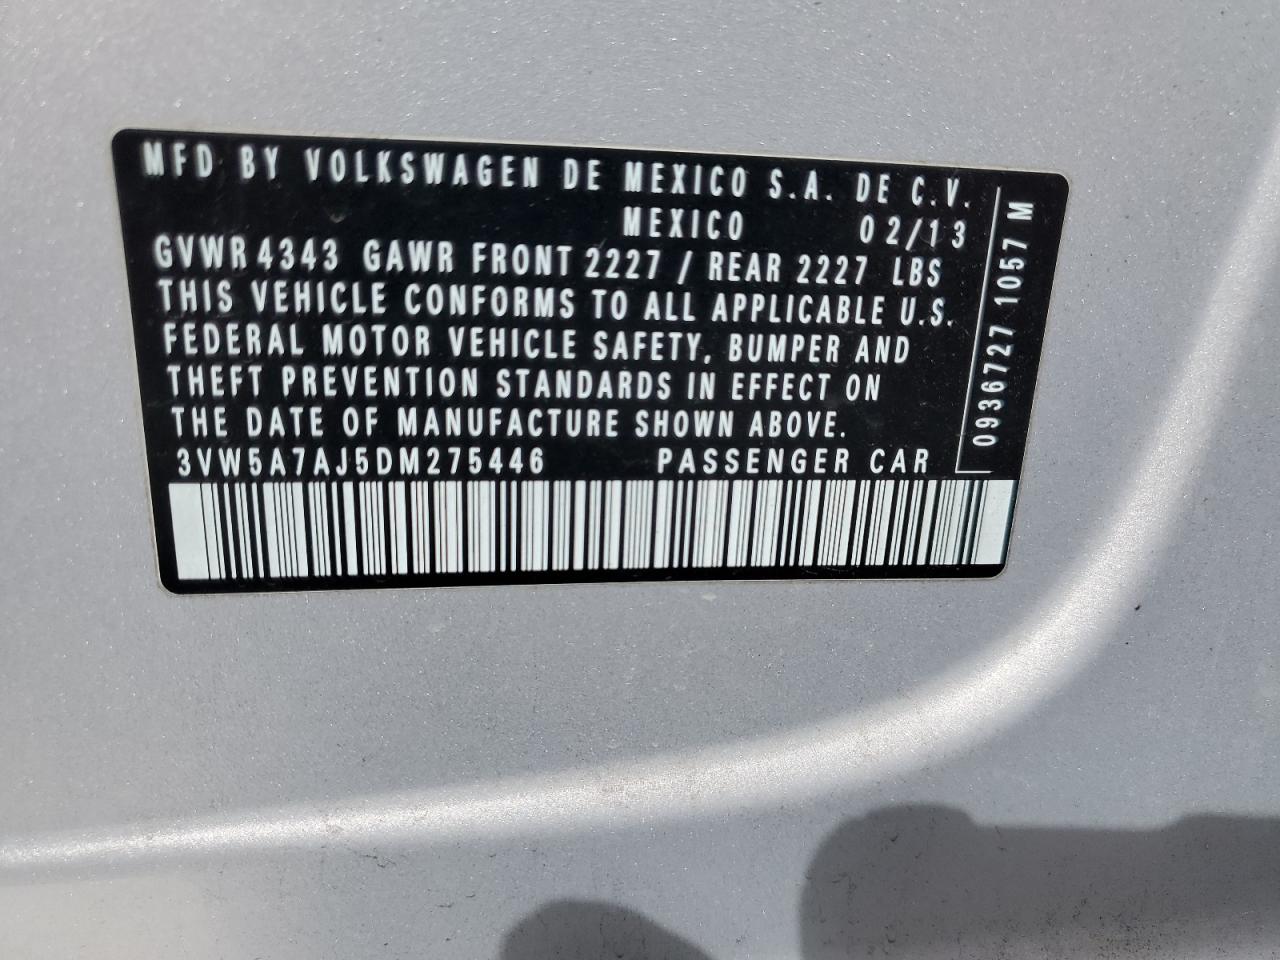 MFD BY VOLKSWAGEN DE MEXICO S.A. DE C.V.
MEXICO 02/13
GVWR 4343 GAWR FRONT 2227 / REAR 2227 LBS
THIS VEHICLE CONFORMS TO ALL APPLICABLE U.S.
FEDERAL MOTOR VEHICLE SAFETY, BUMPER AND
THEFT PREVENTION STANDARDS IN EFFECT ON
THE DATE OF MANUFACTURE SHOWN ABOVE.
3VW5A7AJ5DM275446 PASSENGER CAR
0936727 1057 M